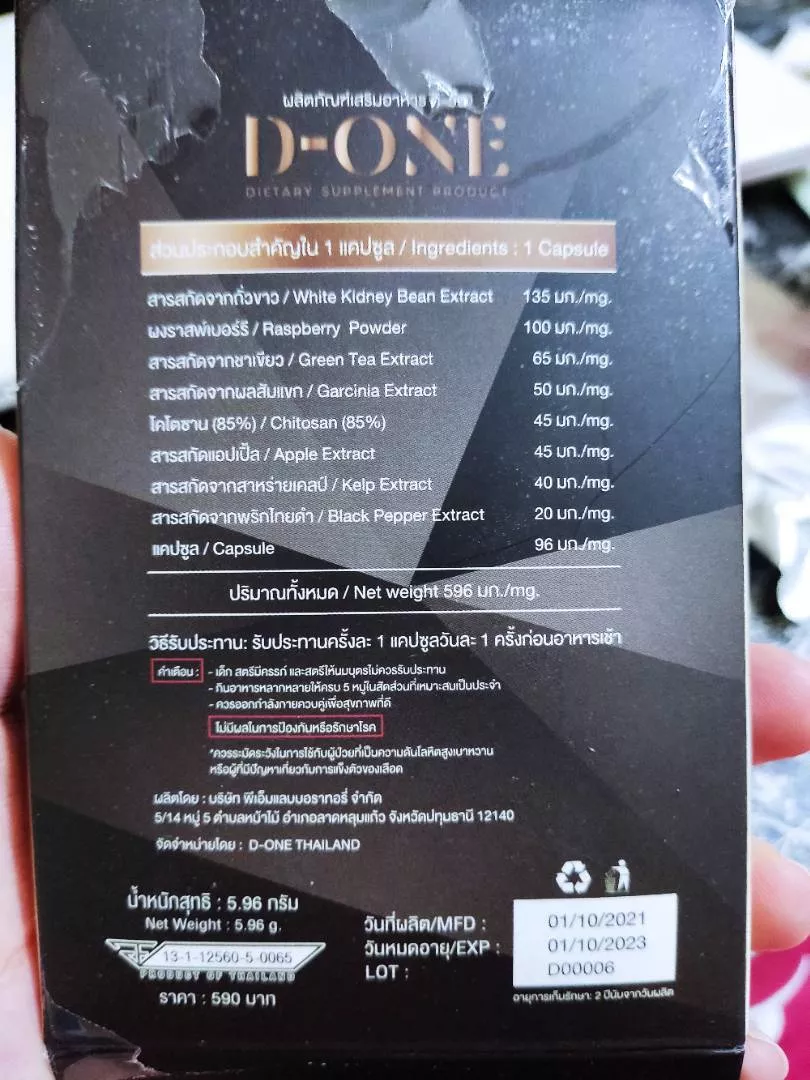 ผลิตภัณฑ์เสริมอาหาร
D-ONE
DIETARY SUPPLEMENT PRODUCT
ส่วนประกอบสำคัญใน 1 แคปซูล / Ingredients : 1 Capsule
สารสกัดจากถั่วขาว / White Kidney Bean Extract 135 มก./mg.
ผงราสพ์เบอร์รี / Raspberry Powder 100 มก./mg.
สารสกัดจากชาเขียว / Green Tea Extract 65 มก./mg.
สารสกัดจากผลส้มแขก / Garcinia Extract 50 มก./mg.
ไคโตซาน (85%) / Chitosan (85%) 45 มก./mg.
สารสกัดแอปเปิ้ล / Apple Extract 45 มก./mg.
สารสกัดจากสาหร่ายเคลป์ / Kelp Extract 40 มก./mg.
สารสกัดจากพริกไทยดำ / Black Pepper Extract 20 มก./mg.
แคปซูล / Capsule 96 มก./mg.
ปริมาณทั้งหมด / Net weight 596 มก./mg.
วิธีรับประทาน: รับประทานครั้งละ 1 แคปซูลวันละ 1 ครั้งก่อนอาหารเช้า
คำเตือน : - เด็ก สตรีมีครรภ์ และสตรีให้นมบุตรไม่ควรรับประทาน
- กินอาหารหลากหลายให้ครบ 5 หมู่ในสัดส่วนที่เหมาะสมเป็นประจำ
- ควรออกกำลังกายควบคู่เพื่อสุขภาพที่ดี
ไม่มีผลในการป้องกันหรือรักษาโรค
*ควรระมัดระวังในการใช้กับผู้ป่วยที่เป็นความดันโลหิตสูงเบาหวาน
หรือผู้ที่มีปัญหาเกี่ยวกับการแข็งตัวของเลือด
ผลิตโดย : บริษัท พีเอ็มแลบบอราทอรี่ จำกัด
5/14 หมู่ 5 ตำบลหน้าไม้ อำเภอลาดหลุมแก้ว จังหวัดปทุมธานี 12140
จัดจำหน่ายโดย : D-ONE THAILAND
น้ำหนักสุทธิ : 5.96 กรัม
Net Weight : 5.96 g.
13-1-12560-5-0065
PRODUCT OF THAILAND
ราคา : 590 บาท
วันที่ผลิต/MFD : 01/10/2021
วันหมดอายุ/EXP : 01/10/2023
LOT : D00006
อายุการเก็บรักษา: 2 ปีนับจากวันผลิต